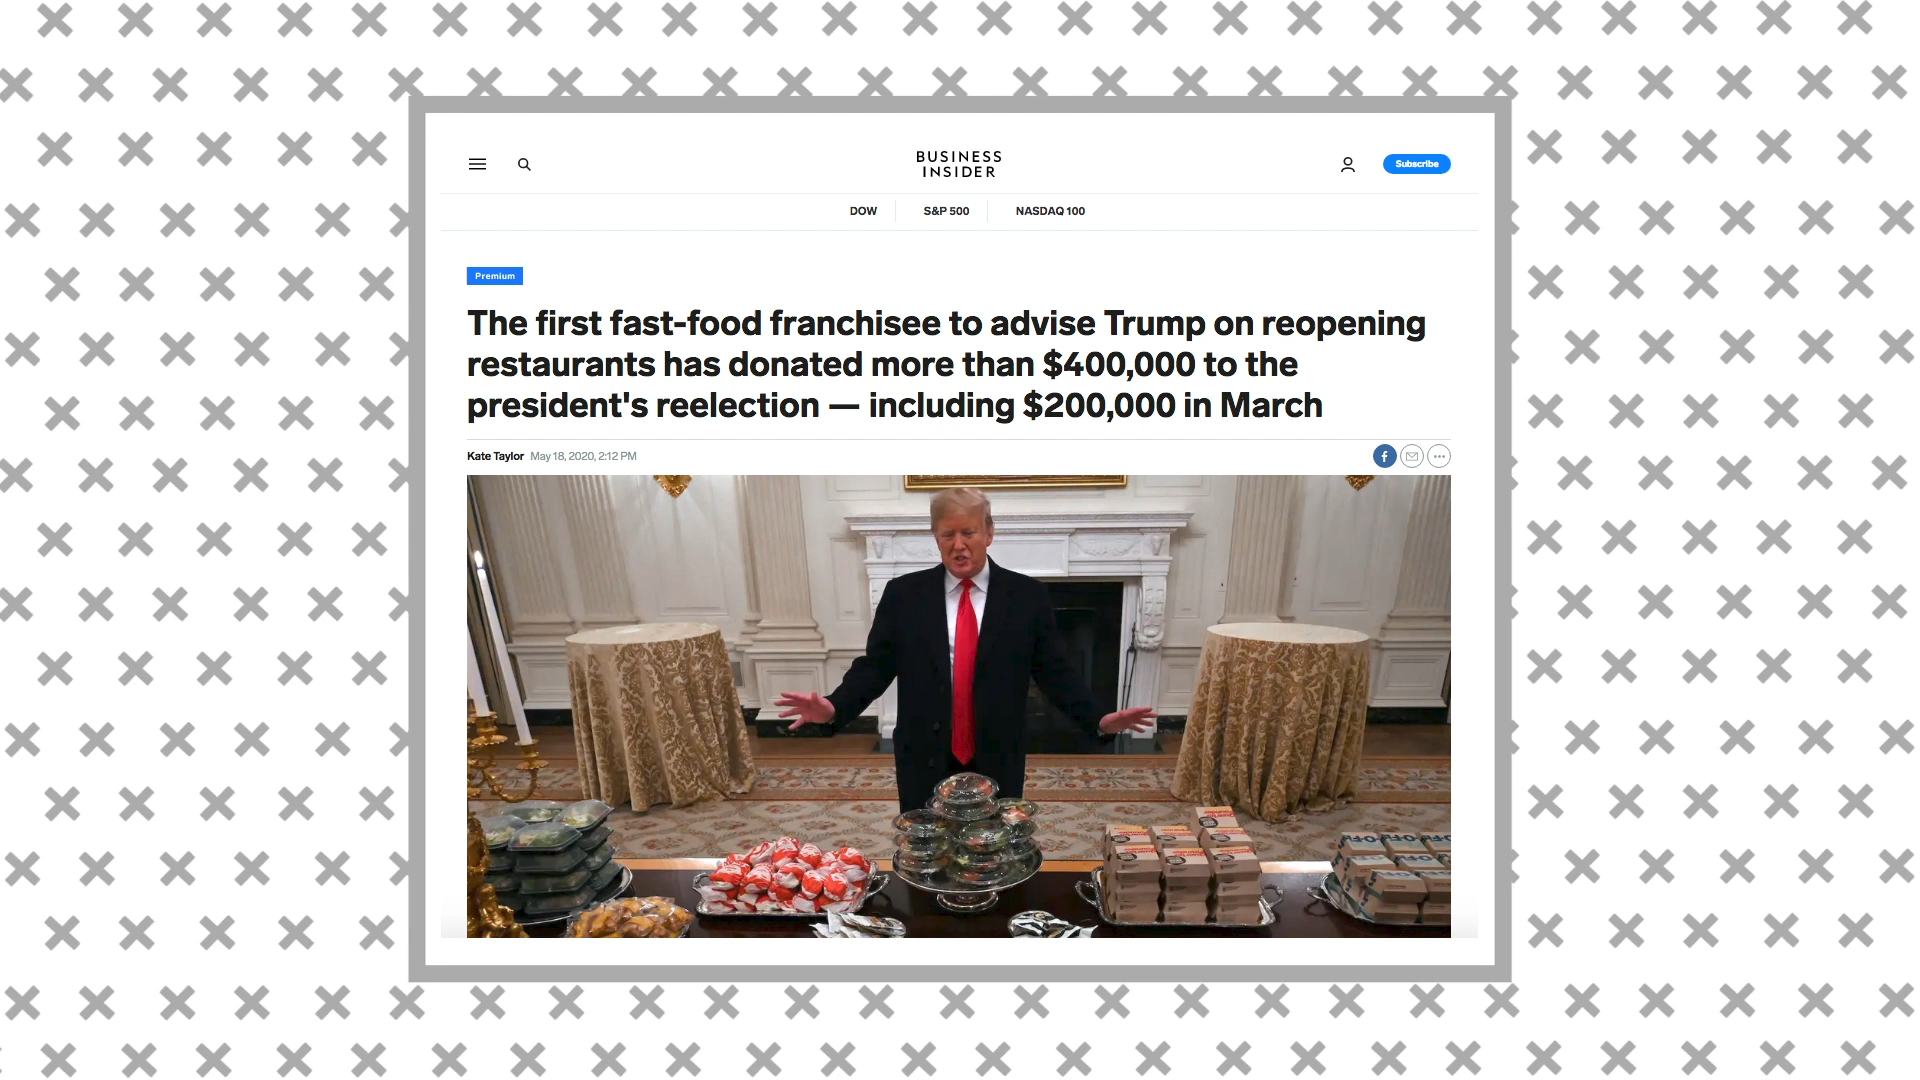 BUSINESS
INSIDER
Subscribe
DOW
S&P 500
NASDAQ 100
Premium
The first fast-food franchisee to advise Trump on reopening
restaurants has donated more than $400,000 to the
president's reelection — including $200,000 in March
Kate Taylor May 18, 2020, 2:12 PM
f